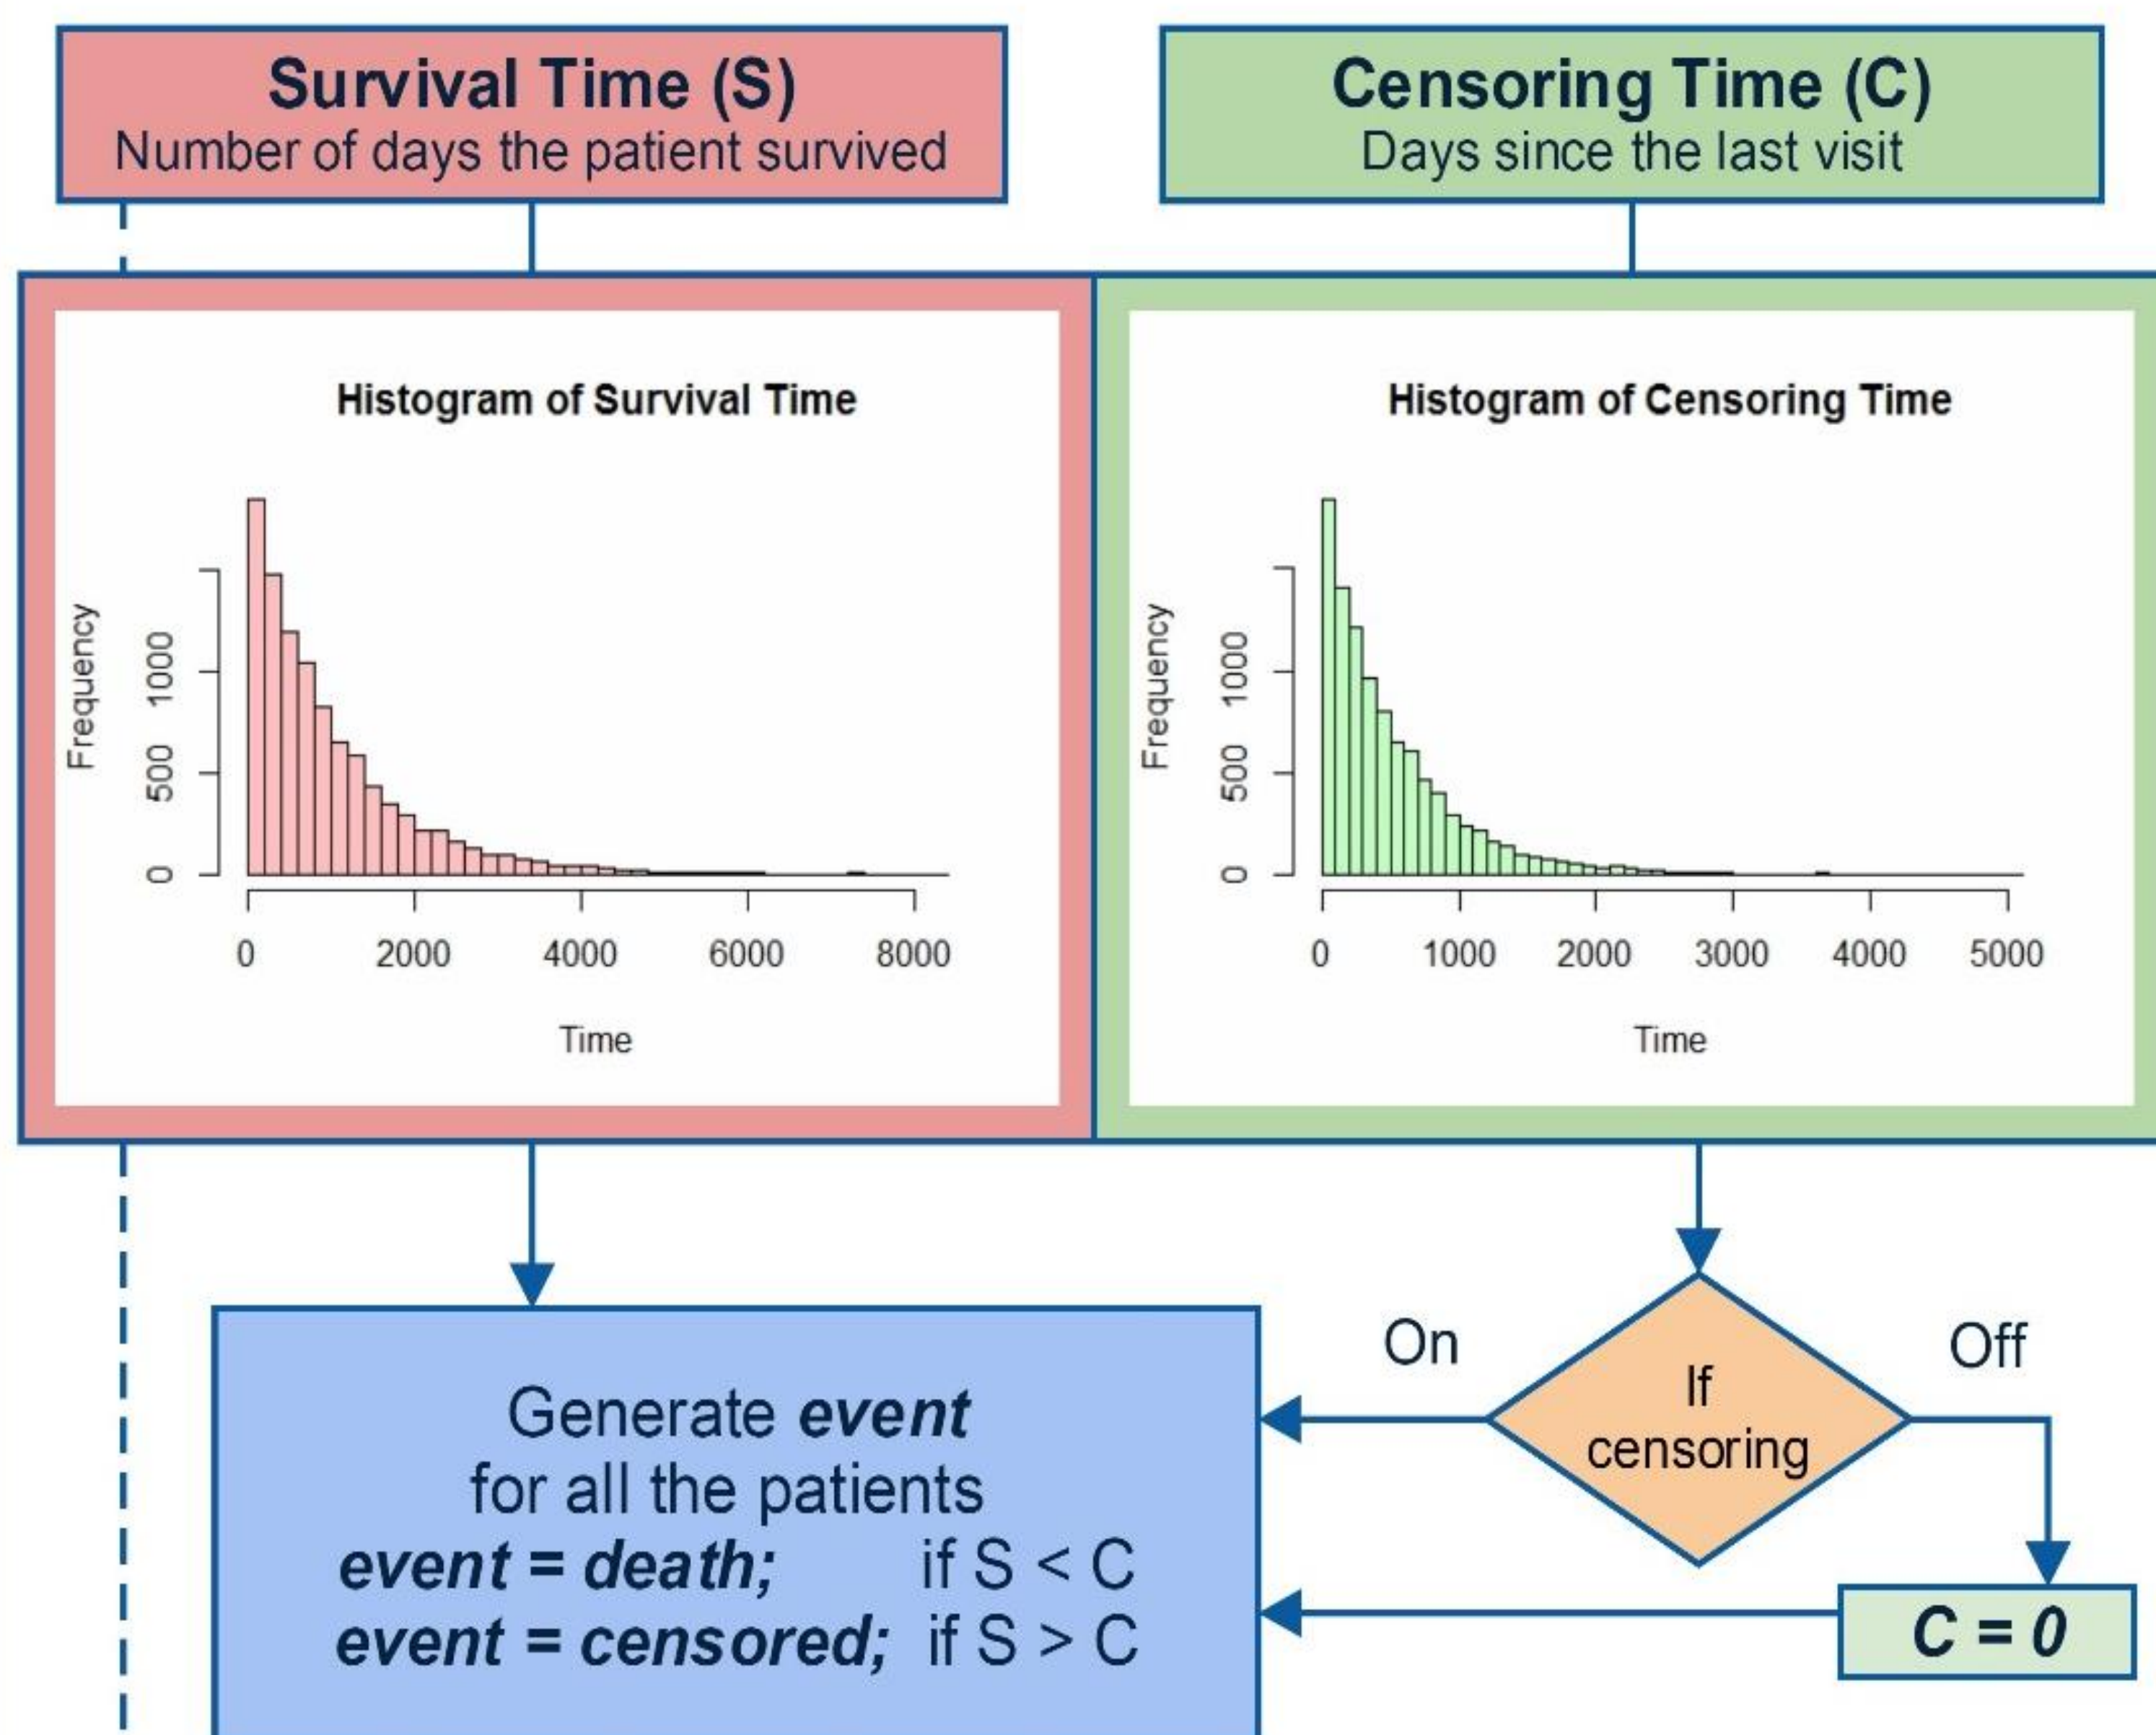 Survival Time (S)
Number of days the patient survived
Censoring Time (C)
Days since the last visit
Histogram of Survival Time
Frequency
0 500 1000
0 2000 4000 6000 8000
Time
Histogram of Censoring Time
Frequency
0 500 1000
0 1000 2000 3000 4000 5000
Time
If
censoring
On
Off
C = 0
Generate event
for all the patients
event = death; if S < C
event = censored; if S > C